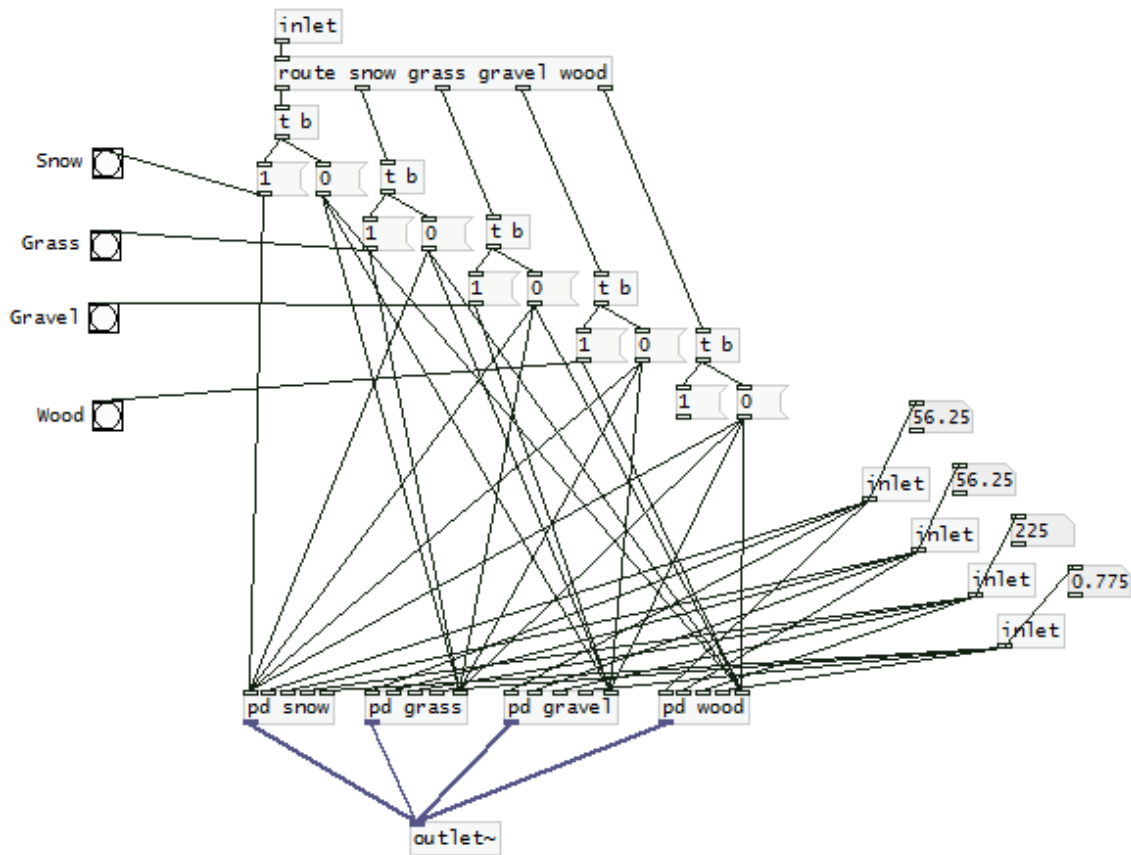 inlet
route snow grass gravel wood
t b
Snow
1 0 t b
Grass
1 0 t b
Gravel
1 0 t b
Wood
1 0 t b
1 0
56.25
inlet
56.25
inlet
225
inlet
0.775
inlet
pd snow pd grass pd gravel pd wood
outlet~